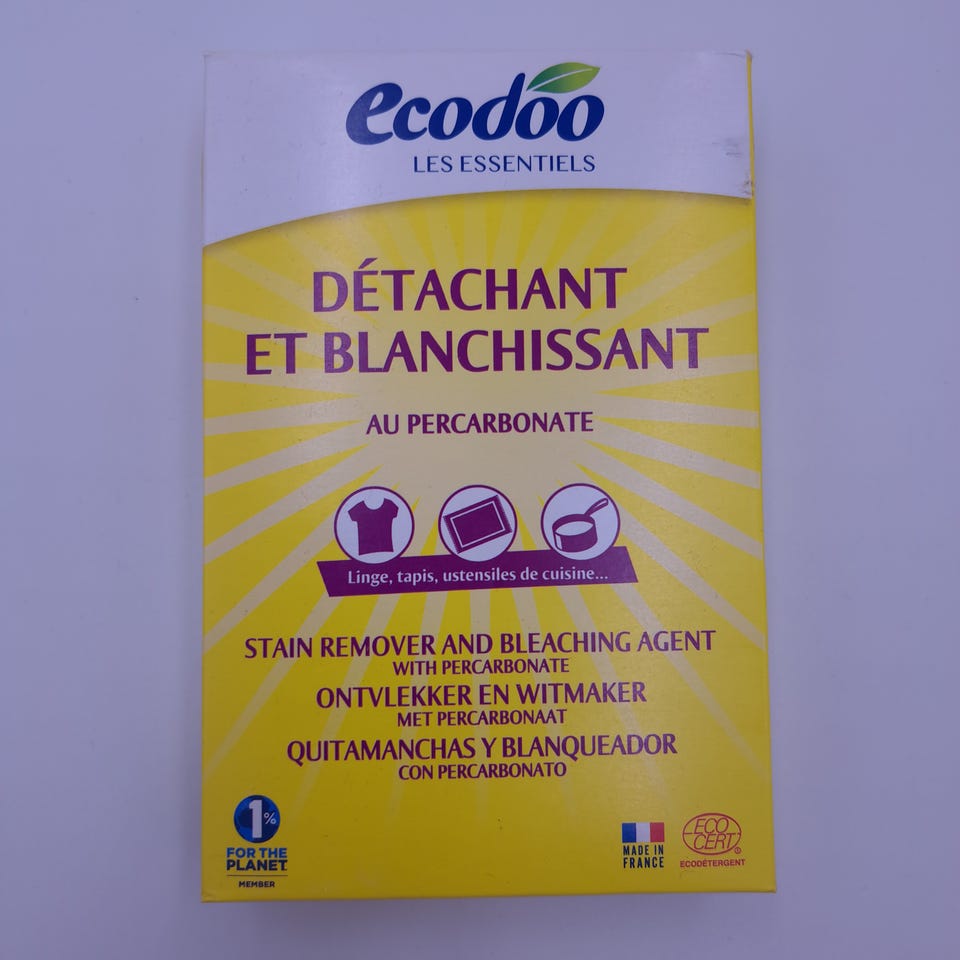 ecodoo
LES ESSENTIELS
DÉTACHANT
ET BLANCHISSANT
AU PERCARBONATE
Linge, tapis, ustensiles de cuisine...
STAIN REMOVER AND BLEACHING AGENT
WITH PERCARBONATE
ONTVLEKKER EN WITMAKER
MET PERCARBONAAT
QUITAMANCHAS Y BLANQUEADOR
CON PERCARBONATO
1%
FOR THE
PLANET
MEMBER
MADE IN
FRANCE
ECO
CERT
®
ECODÉTERGENT